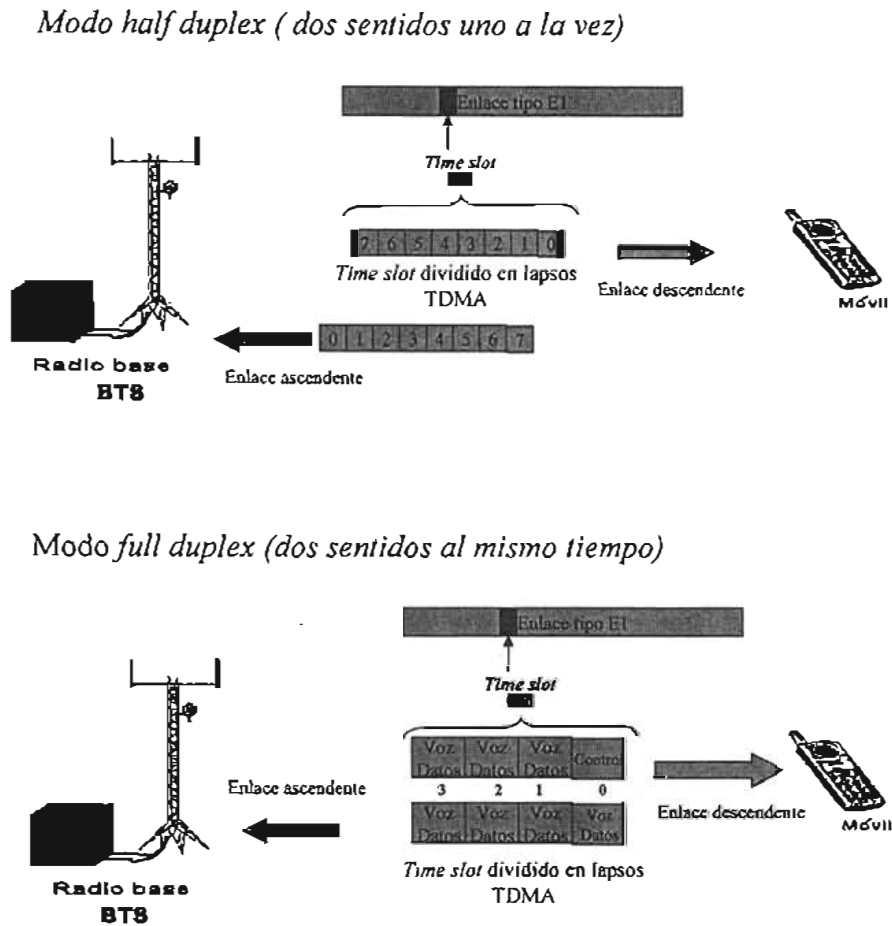 Modo half duplex ( dos sentidos uno a la vez)
Enlace tipo E1
Time slot
7 6 5 4 3 2 1 0
Time slot dividido en lapsos
TDMA
Enlace descendente
Móvil
0 1 2 3 4 5 6 7
Enlace ascendente
Radio base
BTS
Modo full duplex (dos sentidos al mismo tiempo)
Enlace tipo E1
Time slot
Voz Voz Voz Control
Datos Datos Datos
3 2 1 0
Voz Voz Voz Voz
Datos Datos Datos Datos
Enlace ascendente
Enlace descendente
Móvil
Time slot dividido en lapsos
TDMA
Radio base
BTS